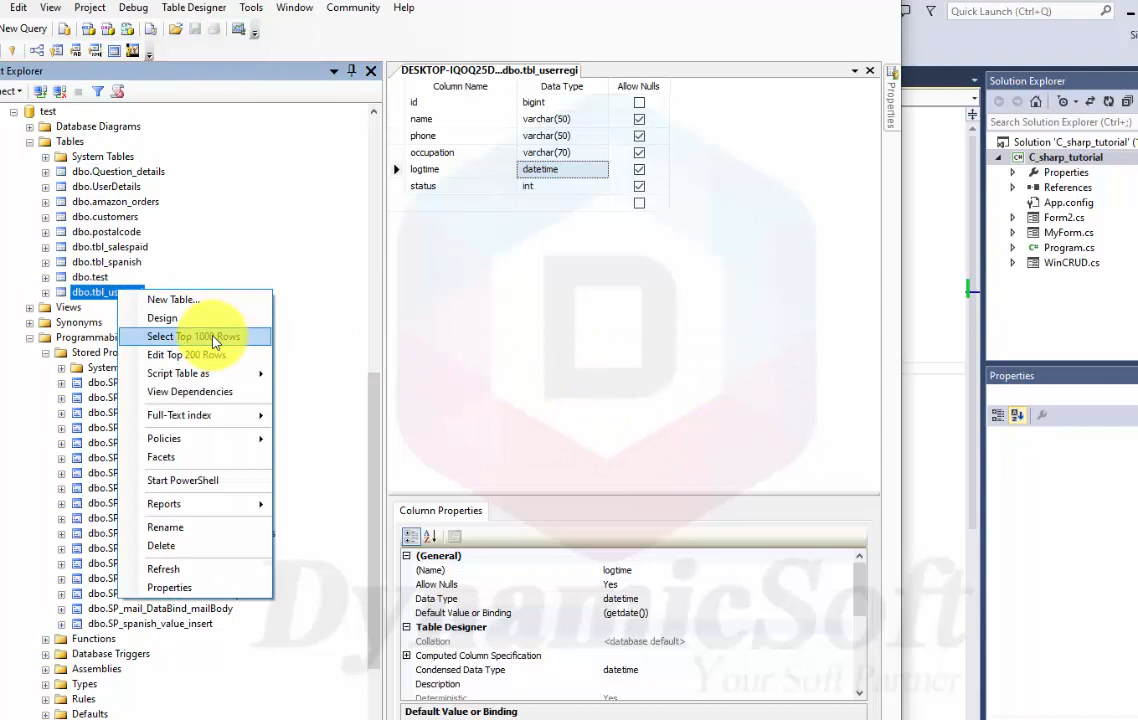 Edit View Project Debug Table Designer Tools Window Community Help
New Query
Quick Launch (Ctrl+Q)
test
Database Diagrams
Tables
System Tables
dbo.Question_details
dbo.UserDetails
dbo.amazon_orders
dbo.customers
dbo.postalcode
dbo.tbl_salespaid
dbo.tbl_spanish
dbo.test
Views
Synonyms
dbo.SP_mail_DataBind_mailBody
dbo.SP_spanish_value_insert
Functions
Database Triggers
Assemblies
Types
Rules
Defaults
New Table...
Design
Select Top 1000 Rows
Edit Top 200 Rows
Script Table as
View Dependencies
Full-Text index
Policies
Facets
Start PowerShell
Reports
Rename
Delete
Refresh
Properties
DESKTOP-IQOQ25D...dbo.tbl_userregi
Column Name Data Type Allow Nulls
id bigint
name varchar(50)
phone varchar(50)
occupation varchar(70)
logtime datetime
status int
Column Properties
(General)
(Name) logtime
Allow Nulls Yes
Data Type datetime
Default Value or Binding (getdate())
Table Designer
Collation <database default>
Computed Column Specification
Condensed Data Type datetime
Description
Deterministic Yes
Default Value or Binding
Properties
Solution Explorer
Search Solution Explorer (Ctrl+;)
Solution 'C_sharp_tutorial'
C_sharp_tutorial
Properties
References
App.config
Form2.cs
MyForm.cs
Program.cs
WinCRUD.cs
Properties
DynamicSoft
Your Soft Partner